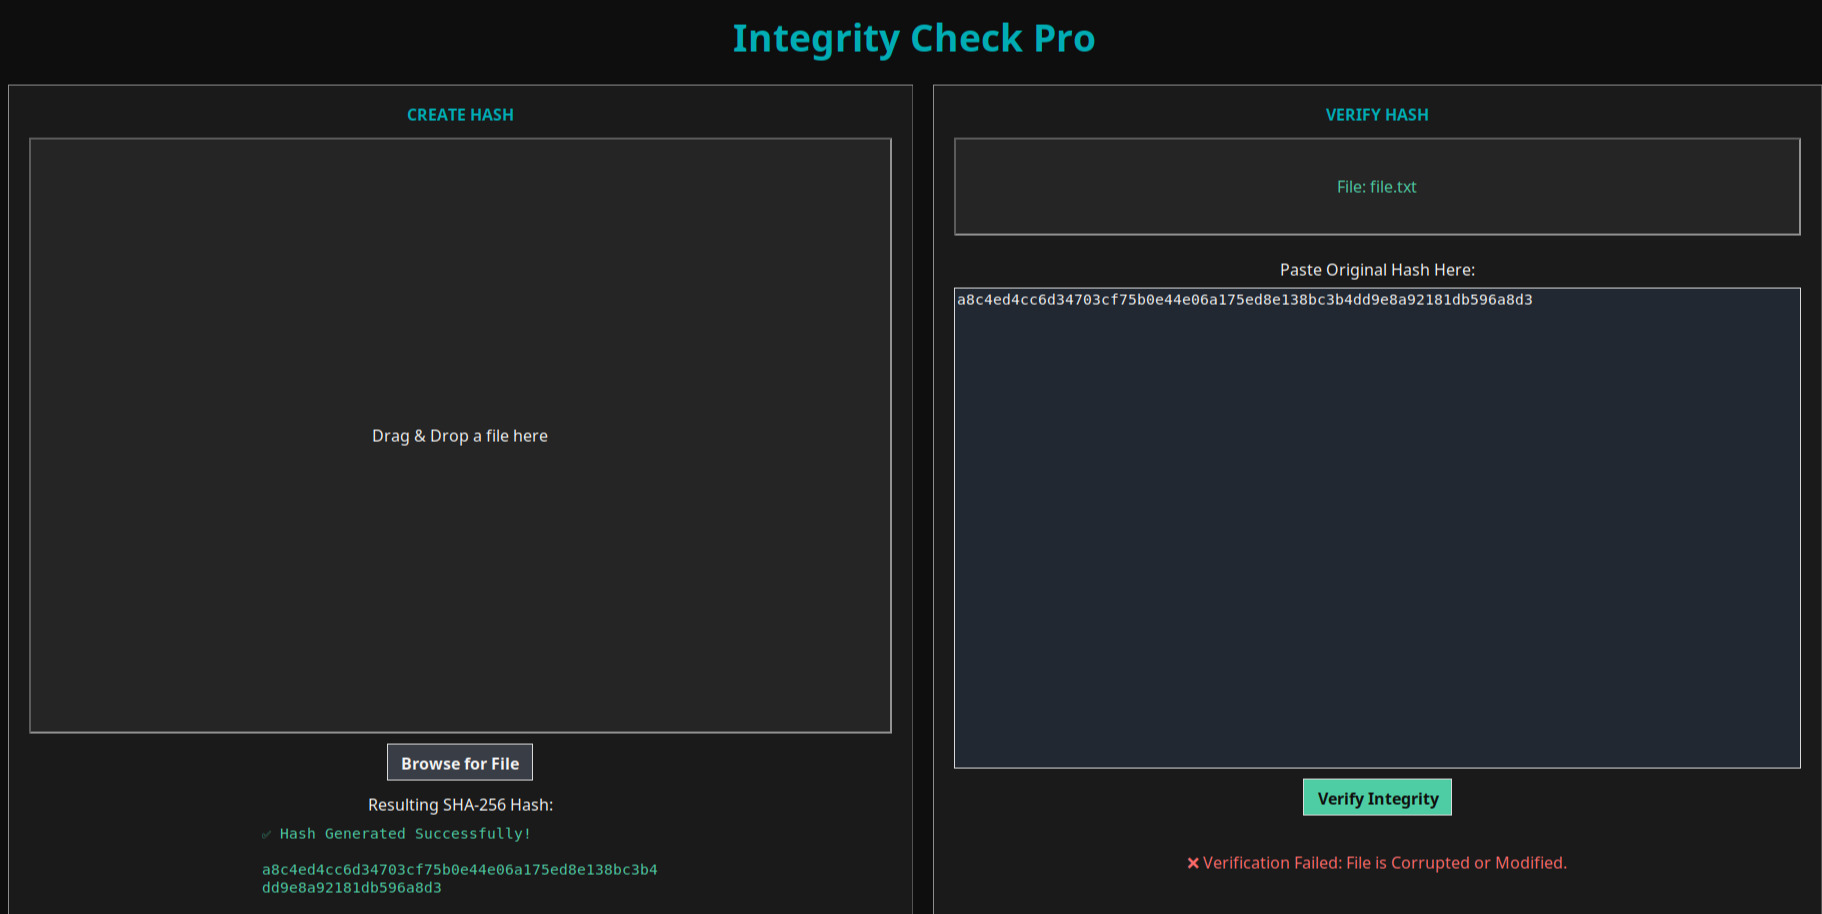 Integrity Check Pro
CREATE HASH
Drag & Drop a file here
Browse for File
Resulting SHA-256 Hash:
✅ Hash Generated Successfully!
a8c4ed4cc6d34703cf75b0e44e06a175ed8e138bc3b4
dd9e8a92181db596a8d3
VERIFY HASH
File: file.txt
Paste Original Hash Here:
a8c4ed4cc6d34703cf75b0e44e06a175ed8e138bc3b4dd9e8a92181db596a8d3
Verify Integrity
❌ Verification Failed: File is Corrupted or Modified.